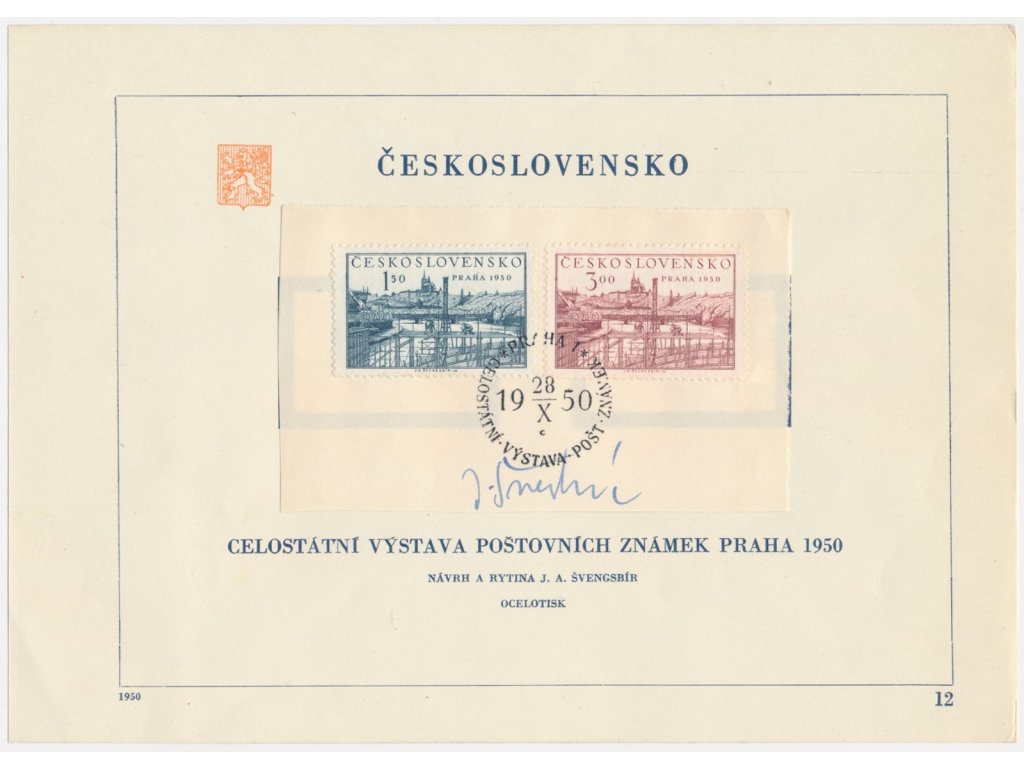 ČESKOSLOVENSKO
ČESKOSLOVENSKO
1 50
PRAHA 1950
ČESKOSLOVENSKO
3 00
PRAHA 1950
*PRAHA 1*
CELOSTÁTNÍ·VÝSTAVA·POŠT·ZNÁMEK
19 28 X 50
c
CELOSTÁTNÍ VÝSTAVA POŠTOVNÍCH ZNÁMEK PRAHA 1950
NÁVRH A RYTINA J. A. ŠVENGSBÍR
OCELOTISK
1950
12